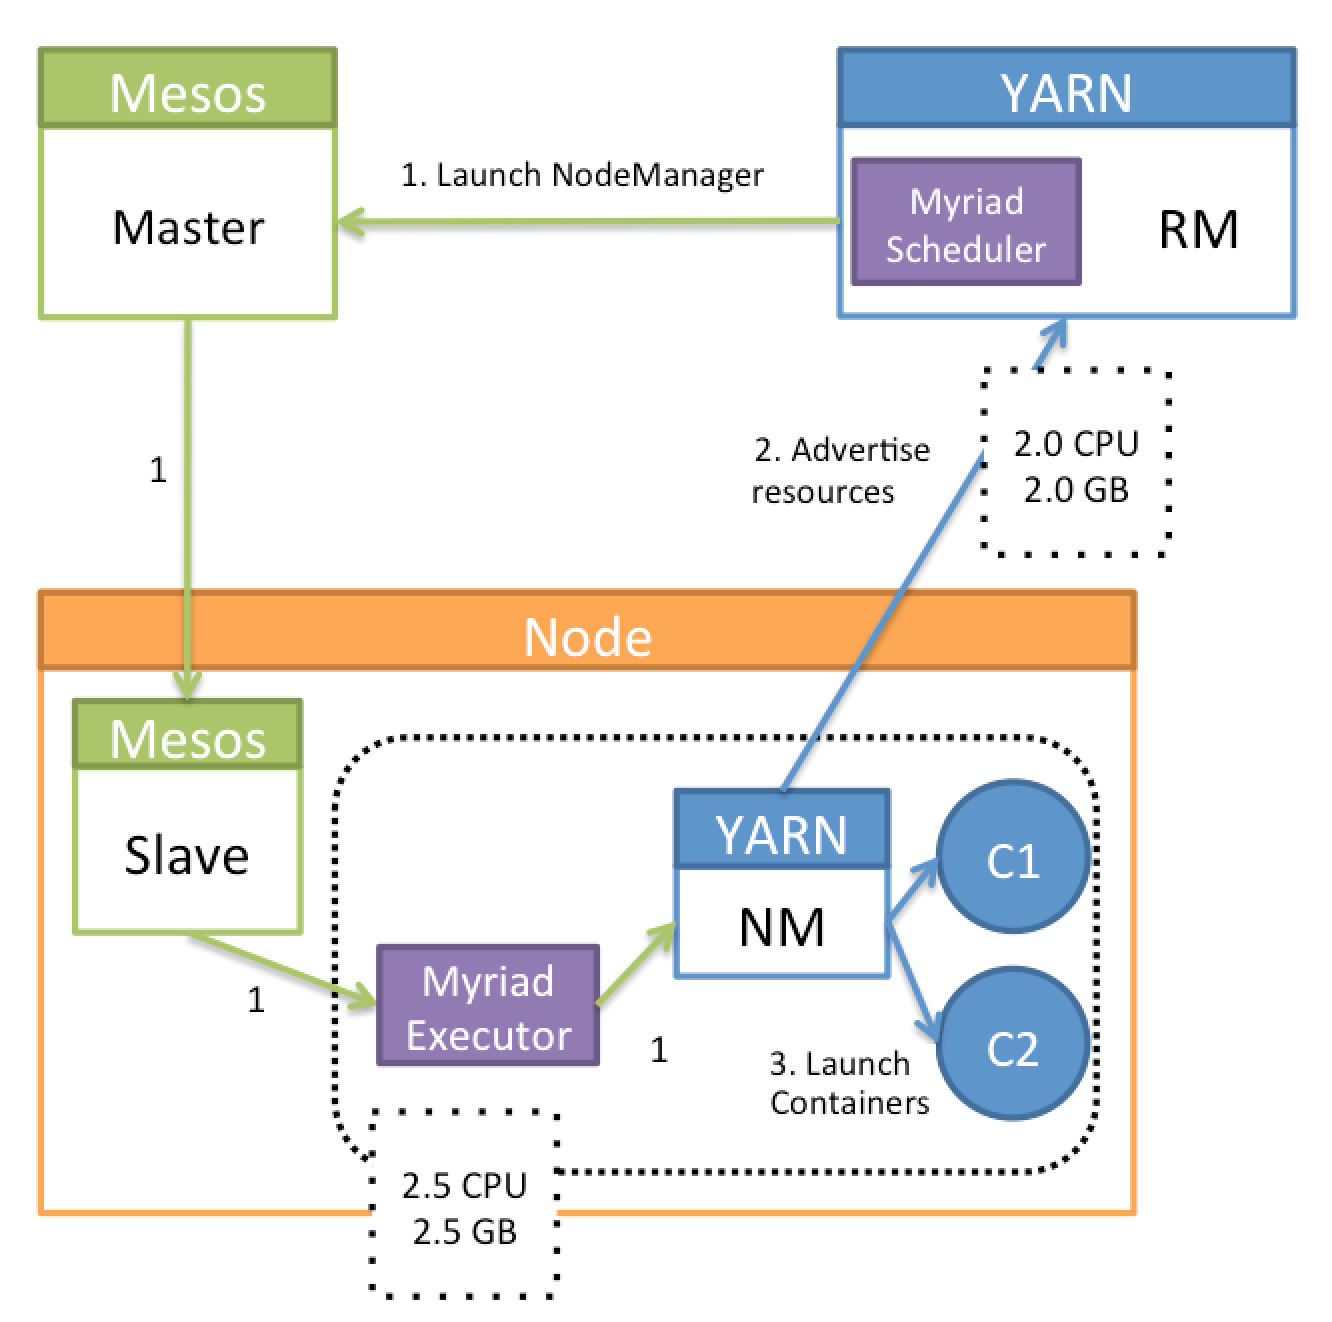 Mesos
Master
1. Launch NodeManager
YARN
Myriad
Scheduler
RM
1
2. Advertise
resources
2.0 CPU
2.0 GB
Node
Mesos
Slave
1
Myriad
Executor
1
YARN
NM
C1
C2
3. Launch
Containers
2.5 CPU
2.5 GB